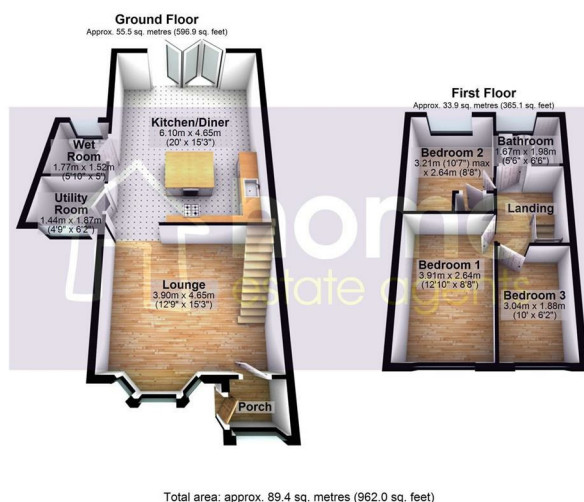 Ground Floor
Approx. 55.5 sq. metres (596.9 sq. feet)
Kitchen/Diner
6.10m x 4.65m
(20' x 15'3")
Wet
Room
1.77m x 1.52m
(5'10" x 5')
Utility
Room
1.44m x 1.87m
(4'9" x 6'2")
Lounge
3.90m x 4.65m
(12'9" x 15'3")
Porch
First Floor
Approx. 33.9 sq. metres (365.1 sq. feet)
Bedroom 2
3.21m (10'7") max
x 2.64m (8'8")
Bathroom
1.67m x 1.98m
(5'6" x 6'6")
Landing
Bedroom 1
3.91m x 2.64m
(12'10" x 8'8")
Bedroom 3
3.04m x 1.88m
(10' x 6'2")
home
estate agents
Total area: approx. 89.4 sq. metres (962.0 sq. feet)